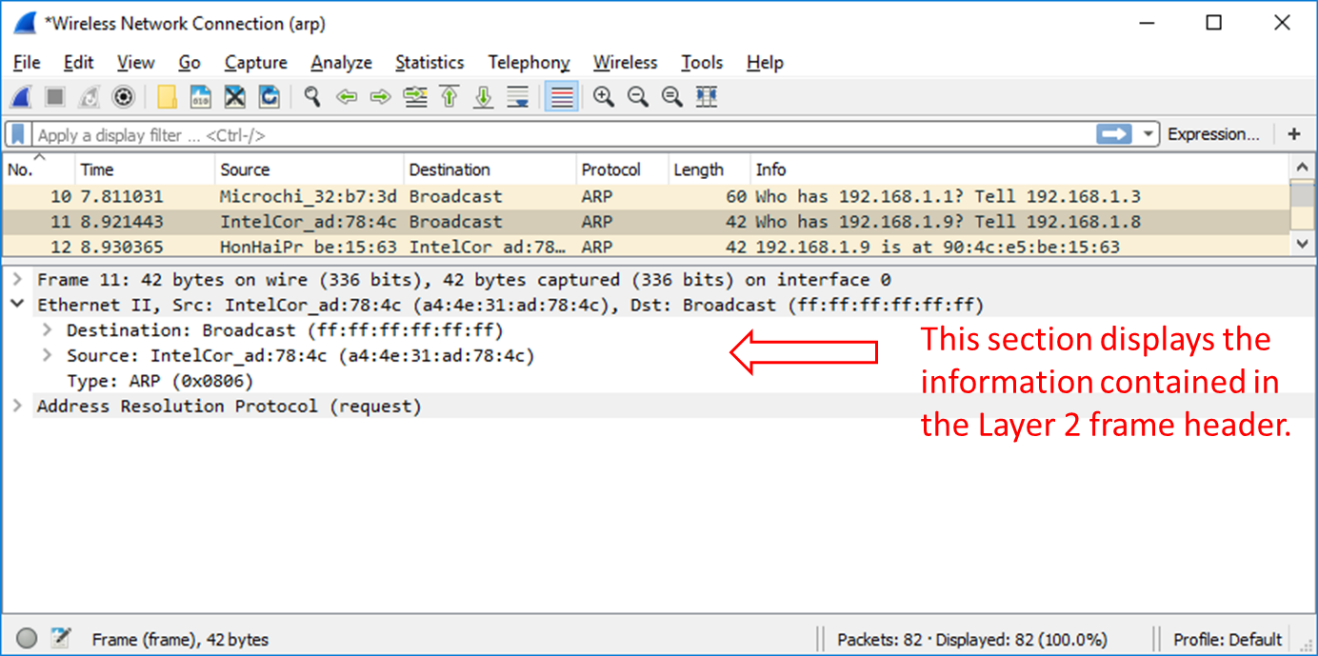 *Wireless Network Connection (arp)
File Edit View Go Capture Analyze Statistics Telephony Wireless Tools Help
Apply a display filter ... <Ctrl-/> Expression... +
No. Time Source Destination Protocol Length Info
10 7.811031 Microchi_32:b7:3d Broadcast ARP 60 Who has 192.168.1.1? Tell 192.168.1.3
11 8.921443 IntelCor_ad:78:4c Broadcast ARP 42 Who has 192.168.1.9? Tell 192.168.1.8
12 8.930365 HonHaiPr be:15:63 IntelCor ad:78... ARP 42 192.168.1.9 is at 90:4c:e5:be:15:63
Frame 11: 42 bytes on wire (336 bits), 42 bytes captured (336 bits) on interface 0
Ethernet II, Src: IntelCor_ad:78:4c (a4:4e:31:ad:78:4c), Dst: Broadcast (ff:ff:ff:ff:ff:ff)
Destination: Broadcast (ff:ff:ff:ff:ff:ff)
Source: IntelCor_ad:78:4c (a4:4e:31:ad:78:4c)
Type: ARP (0x0806)
Address Resolution Protocol (request)
This section displays the
information contained in
the Layer 2 frame header.
Frame (frame), 42 bytes Packets: 82 · Displayed: 82 (100.0%) Profile: Default